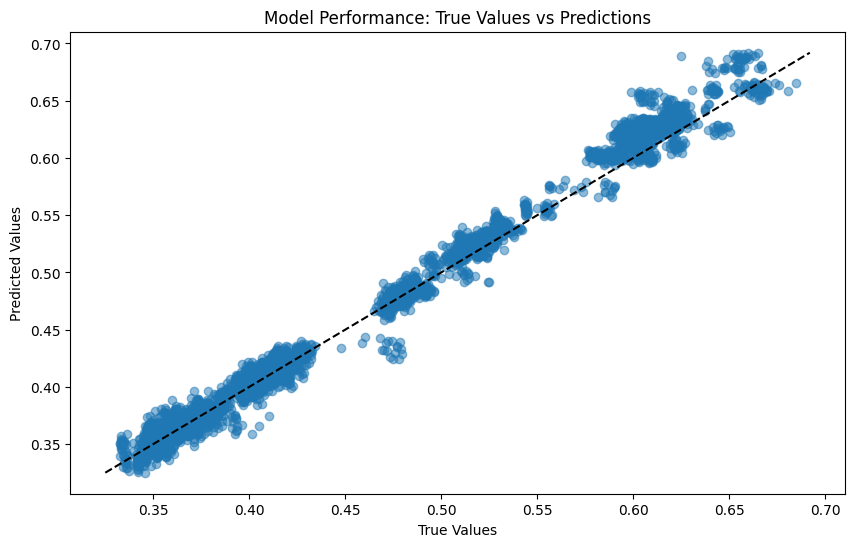 Model Performance: True Values vs Predictions
0.70
0.65
0.60
0.55
0.50
0.45
0.40
0.35
Predicted Values
0.35 0.40 0.45 0.50 0.55 0.60 0.65 0.70
True Values